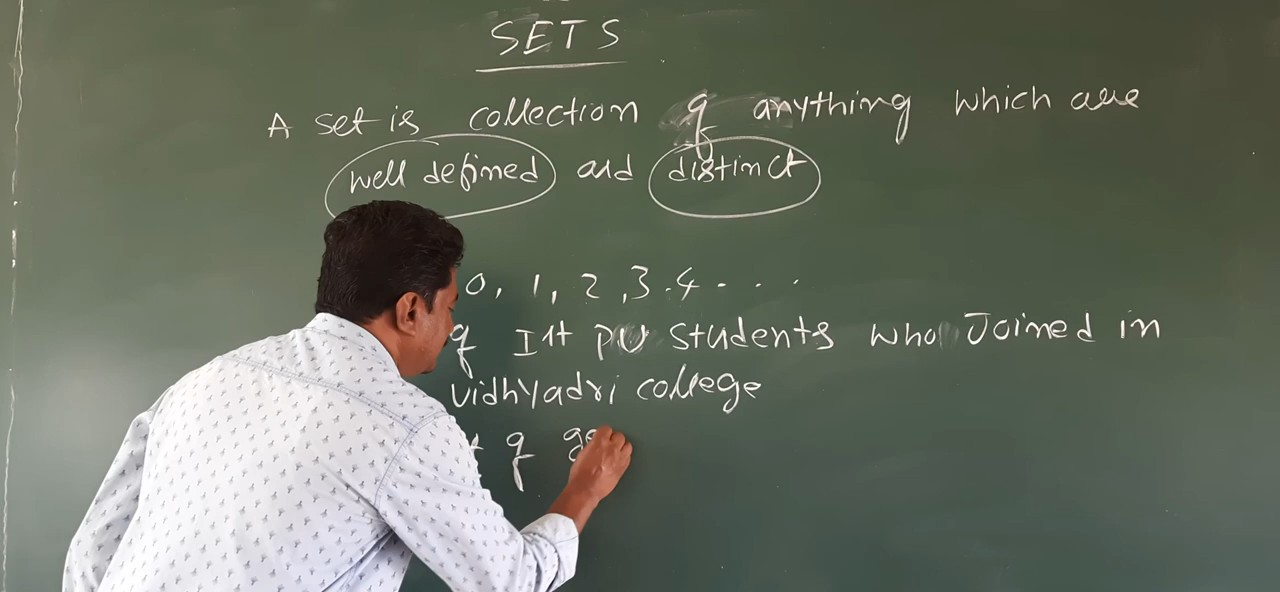 SETS
A set is collection of anything which are
well defined and distinct
0, 1, 2, 3, 4 . . .
of Ist PU students who Joined in
Vidhyadri college
of